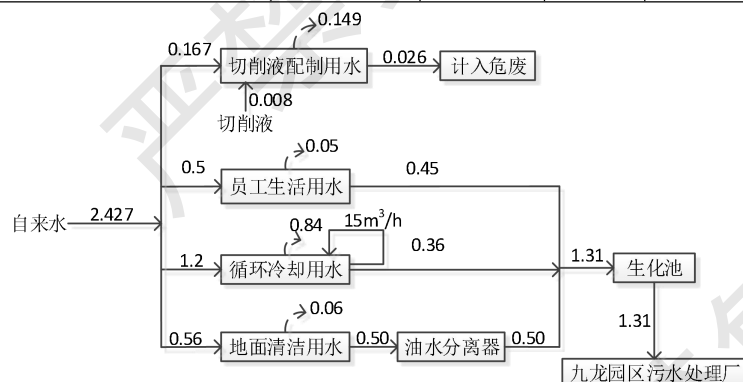 0.149
0.167
切削液配制用水
0.026
计入危废
0.008
切削液
0.05
0.5
员工生活用水
0.45
自来水
2.427
0.84
15m³/h
0.36
1.2
循环冷却用水
1.31
生化池
0.06
0.56
地面清洁用水
0.50
油水分离器
0.50
1.31
九龙园区污水处理厂
严禁